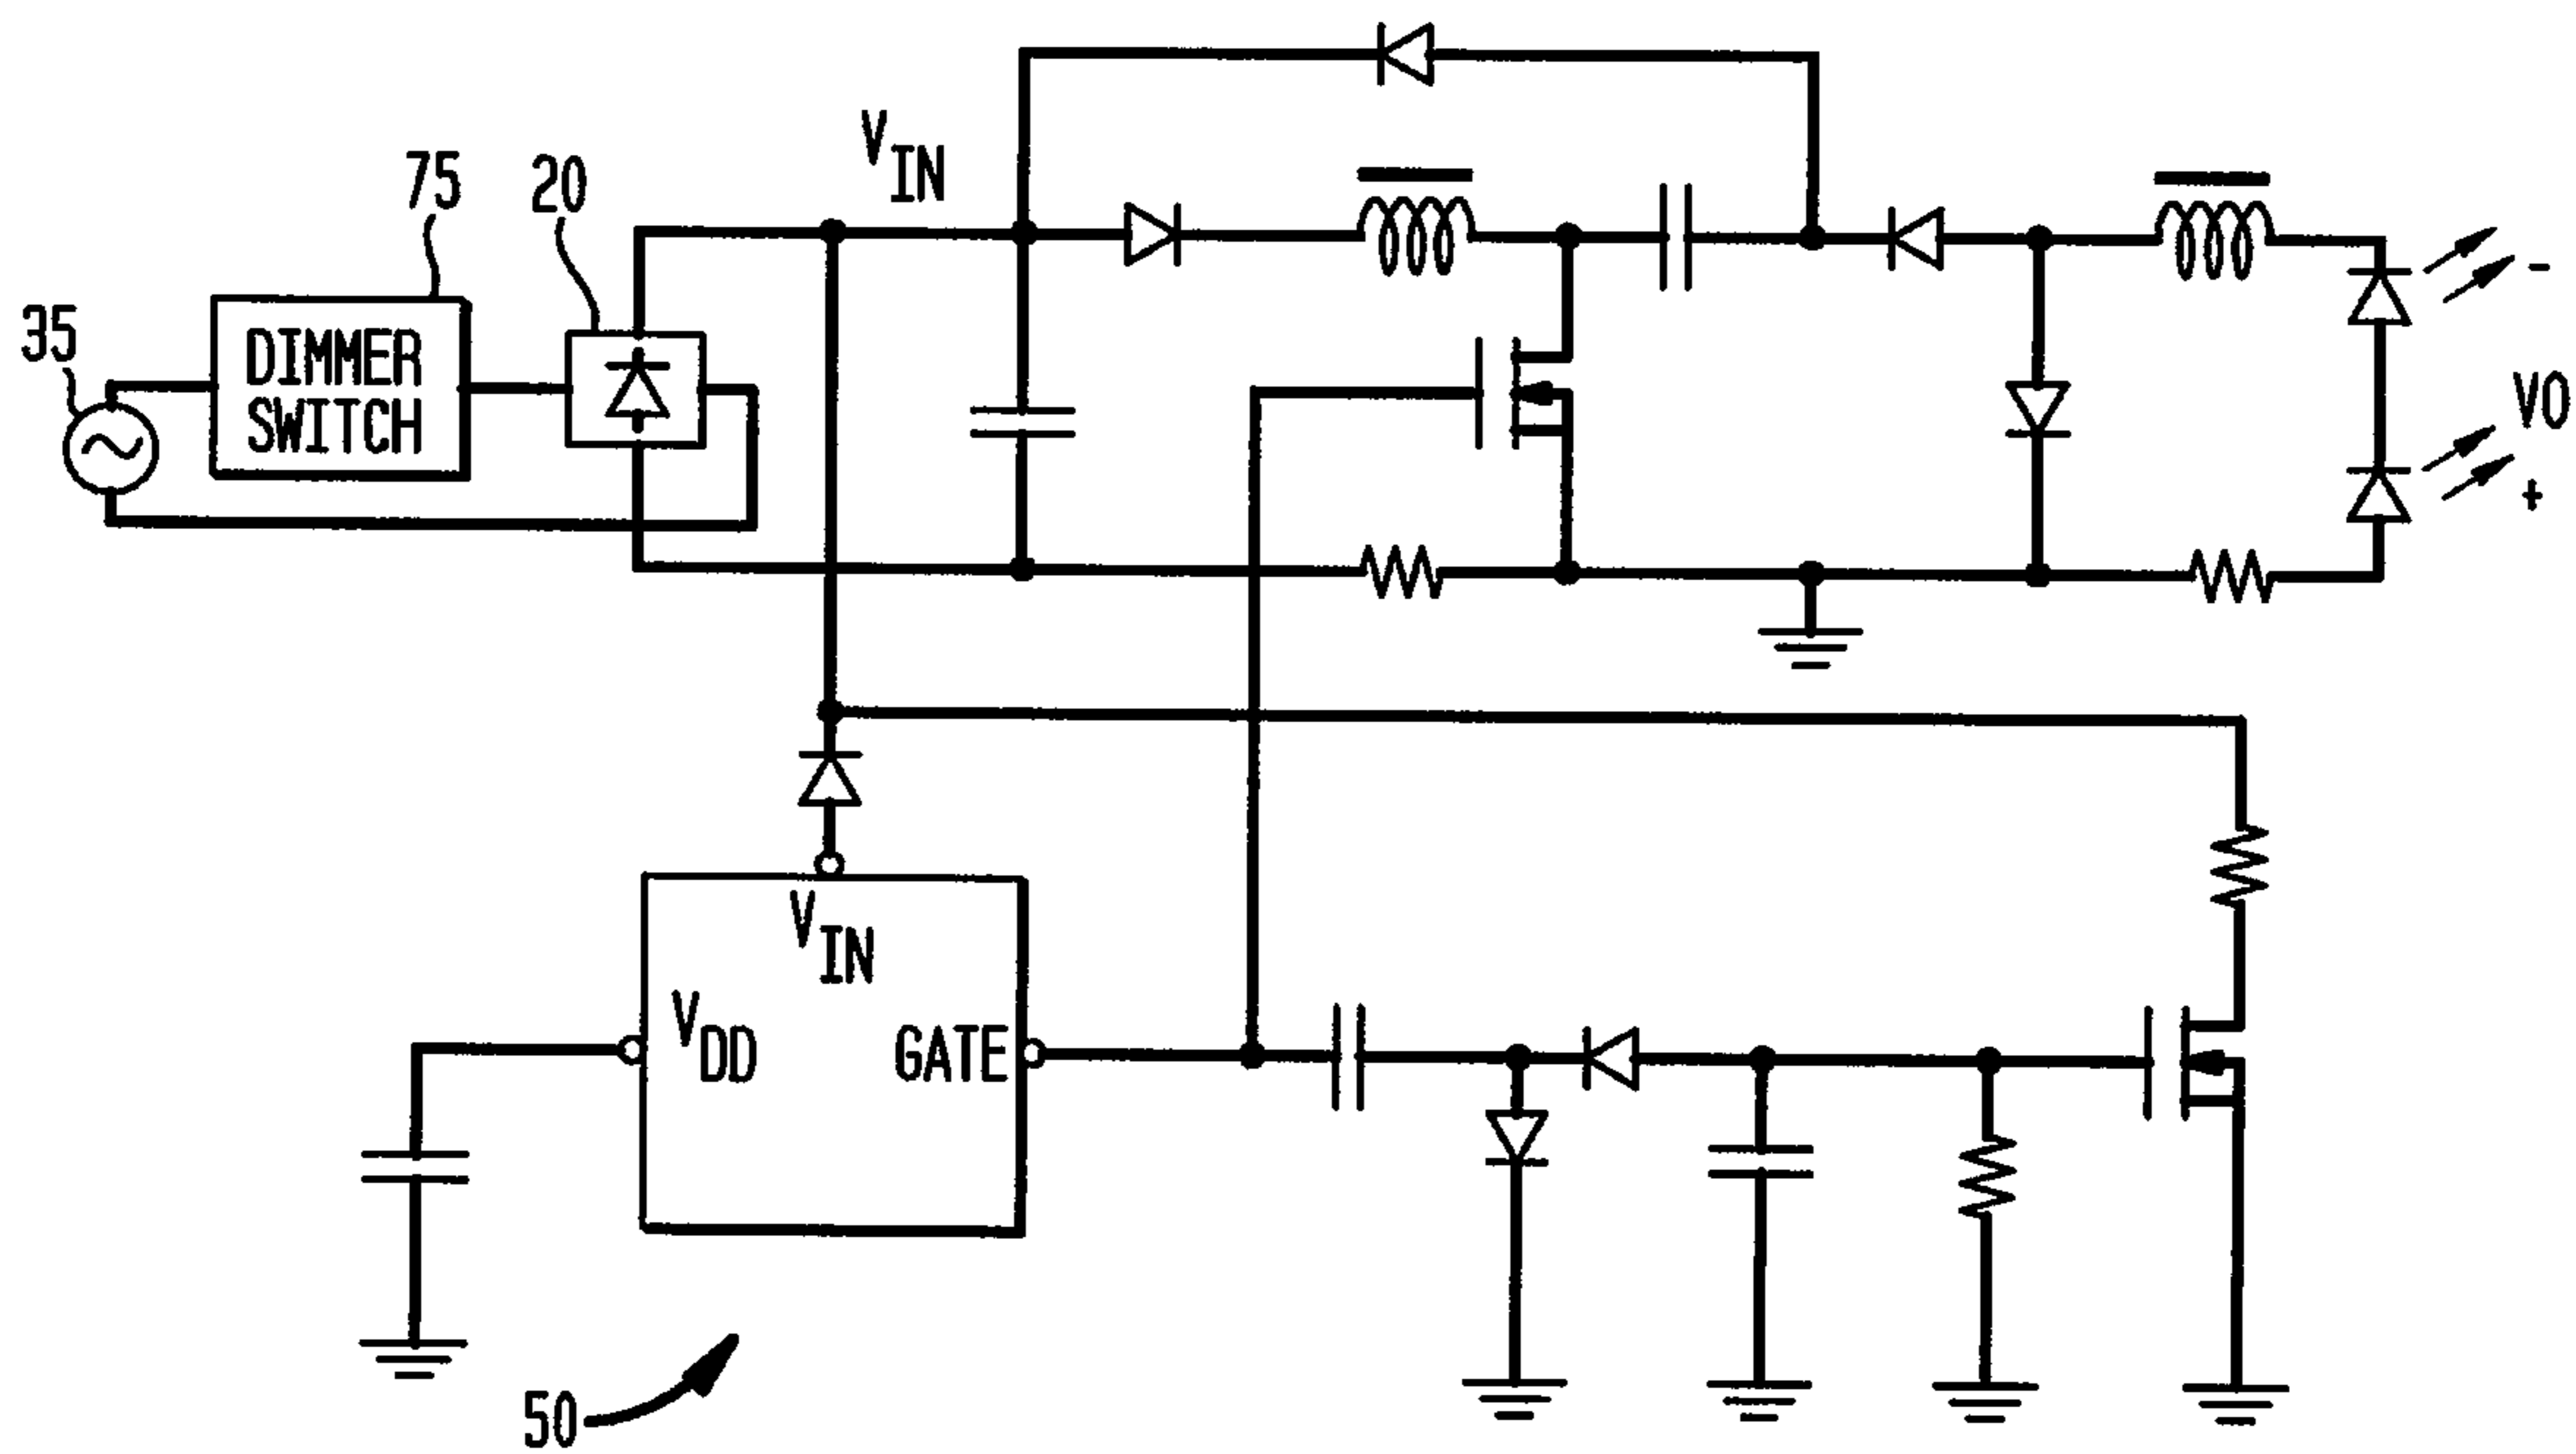 V IN
75
20
35
DIMMER
SWITCH
-
VO
+
V IN
V DD
GATE
50